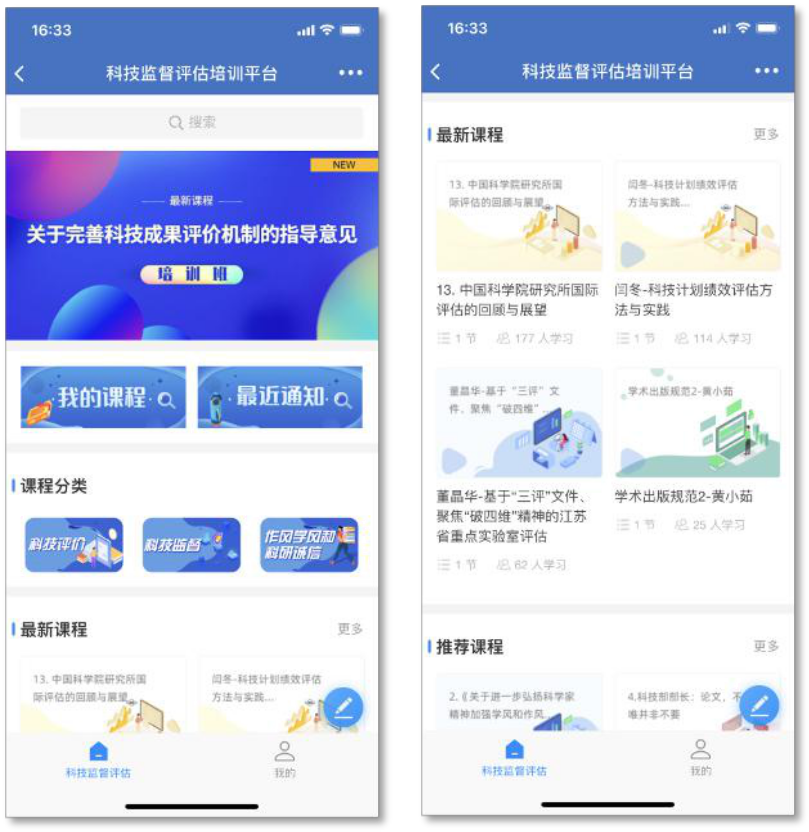 16:33
科技监督评估培训平台
搜索
NEW
最新课程
关于完善科技成果评价机制的指导意见
培训班
我的课程
最近通知
课程分类
科技评价
科技监督
作风学风和
科研诚信
最新课程
更多
13. 中国科学院研究所国
际评估的回顾与展望
闫冬-科技计划绩效评估
方法与实践...
科技监督评估
我的
16:33
科技监督评估培训平台
最新课程
更多
13. 中国科学院研究所国
际评估的回顾与展望
闫冬-科技计划绩效评估
方法与实践...
13. 中国科学院研究所国际
评估的回顾与展望
闫冬-科技计划绩效评估方
法与实践
1 节
177 人学习
1 节
114 人学习
董晶华-基于“三评”文
件、聚焦“破四维”...
学术出版规范2-黄小茹
董晶华-基于“三评”文件、
聚焦“破四维”精神的江苏
省重点实验室评估
学术出版规范2-黄小茹
1 节
25 人学习
1 节
62 人学习
推荐课程
更多
2.《关于进一步弘扬科学家
精神加强学风和作风
4.科技部部长：论文，不
唯并非不要
科技监督评估
我的